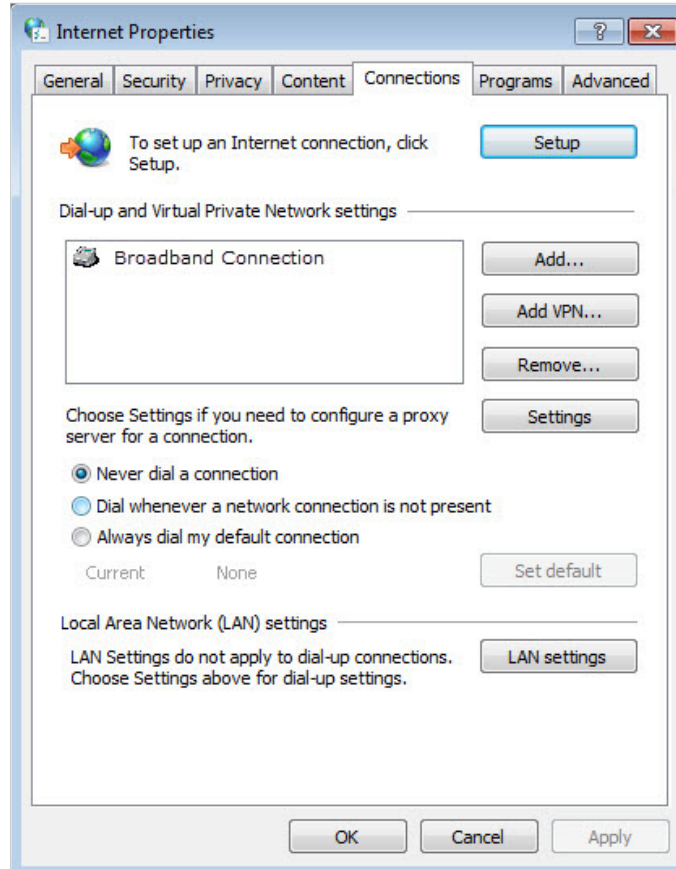 Internet Properties
General Security Privacy Content Connections Programs Advanced
To set up an Internet connection, click
Setup.
Setup
Dial-up and Virtual Private Network settings
Broadband Connection
Add...
Add VPN...
Remove...
Choose Settings if you need to configure a proxy
server for a connection.
Settings
Never dial a connection
Dial whenever a network connection is not present
Always dial my default connection
Current None
Set default
Local Area Network (LAN) settings
LAN Settings do not apply to dial-up connections.
Choose Settings above for dial-up settings.
LAN settings
OK Cancel Apply